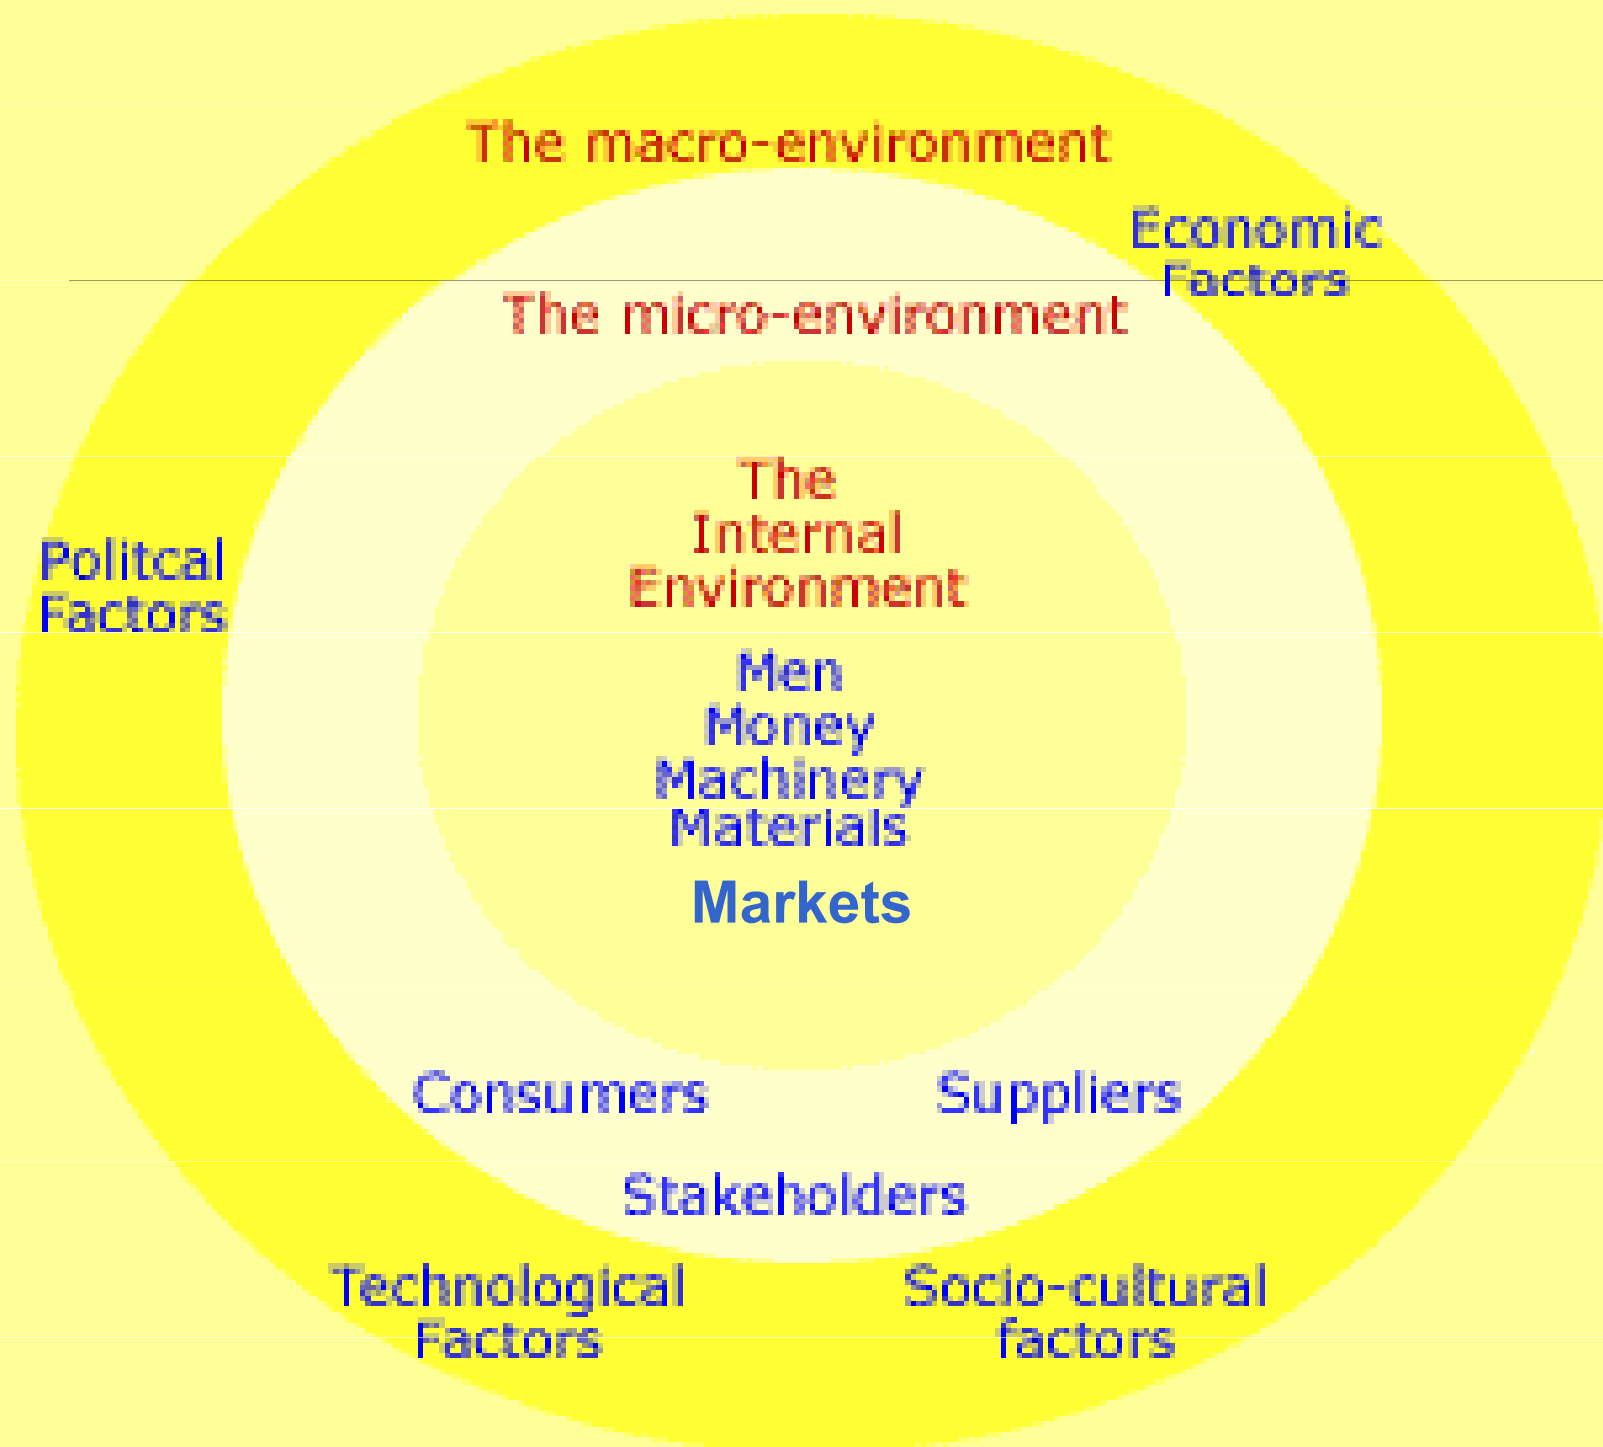 The macro-environment
Economic
Factors
The micro-environment
The
Internal
Environment
Politcal
Factors
Men
Money
Machinery
Materials
Markets
Consumers
Suppliers
Stakeholders
Technological
Factors
Socio-cultural
factors